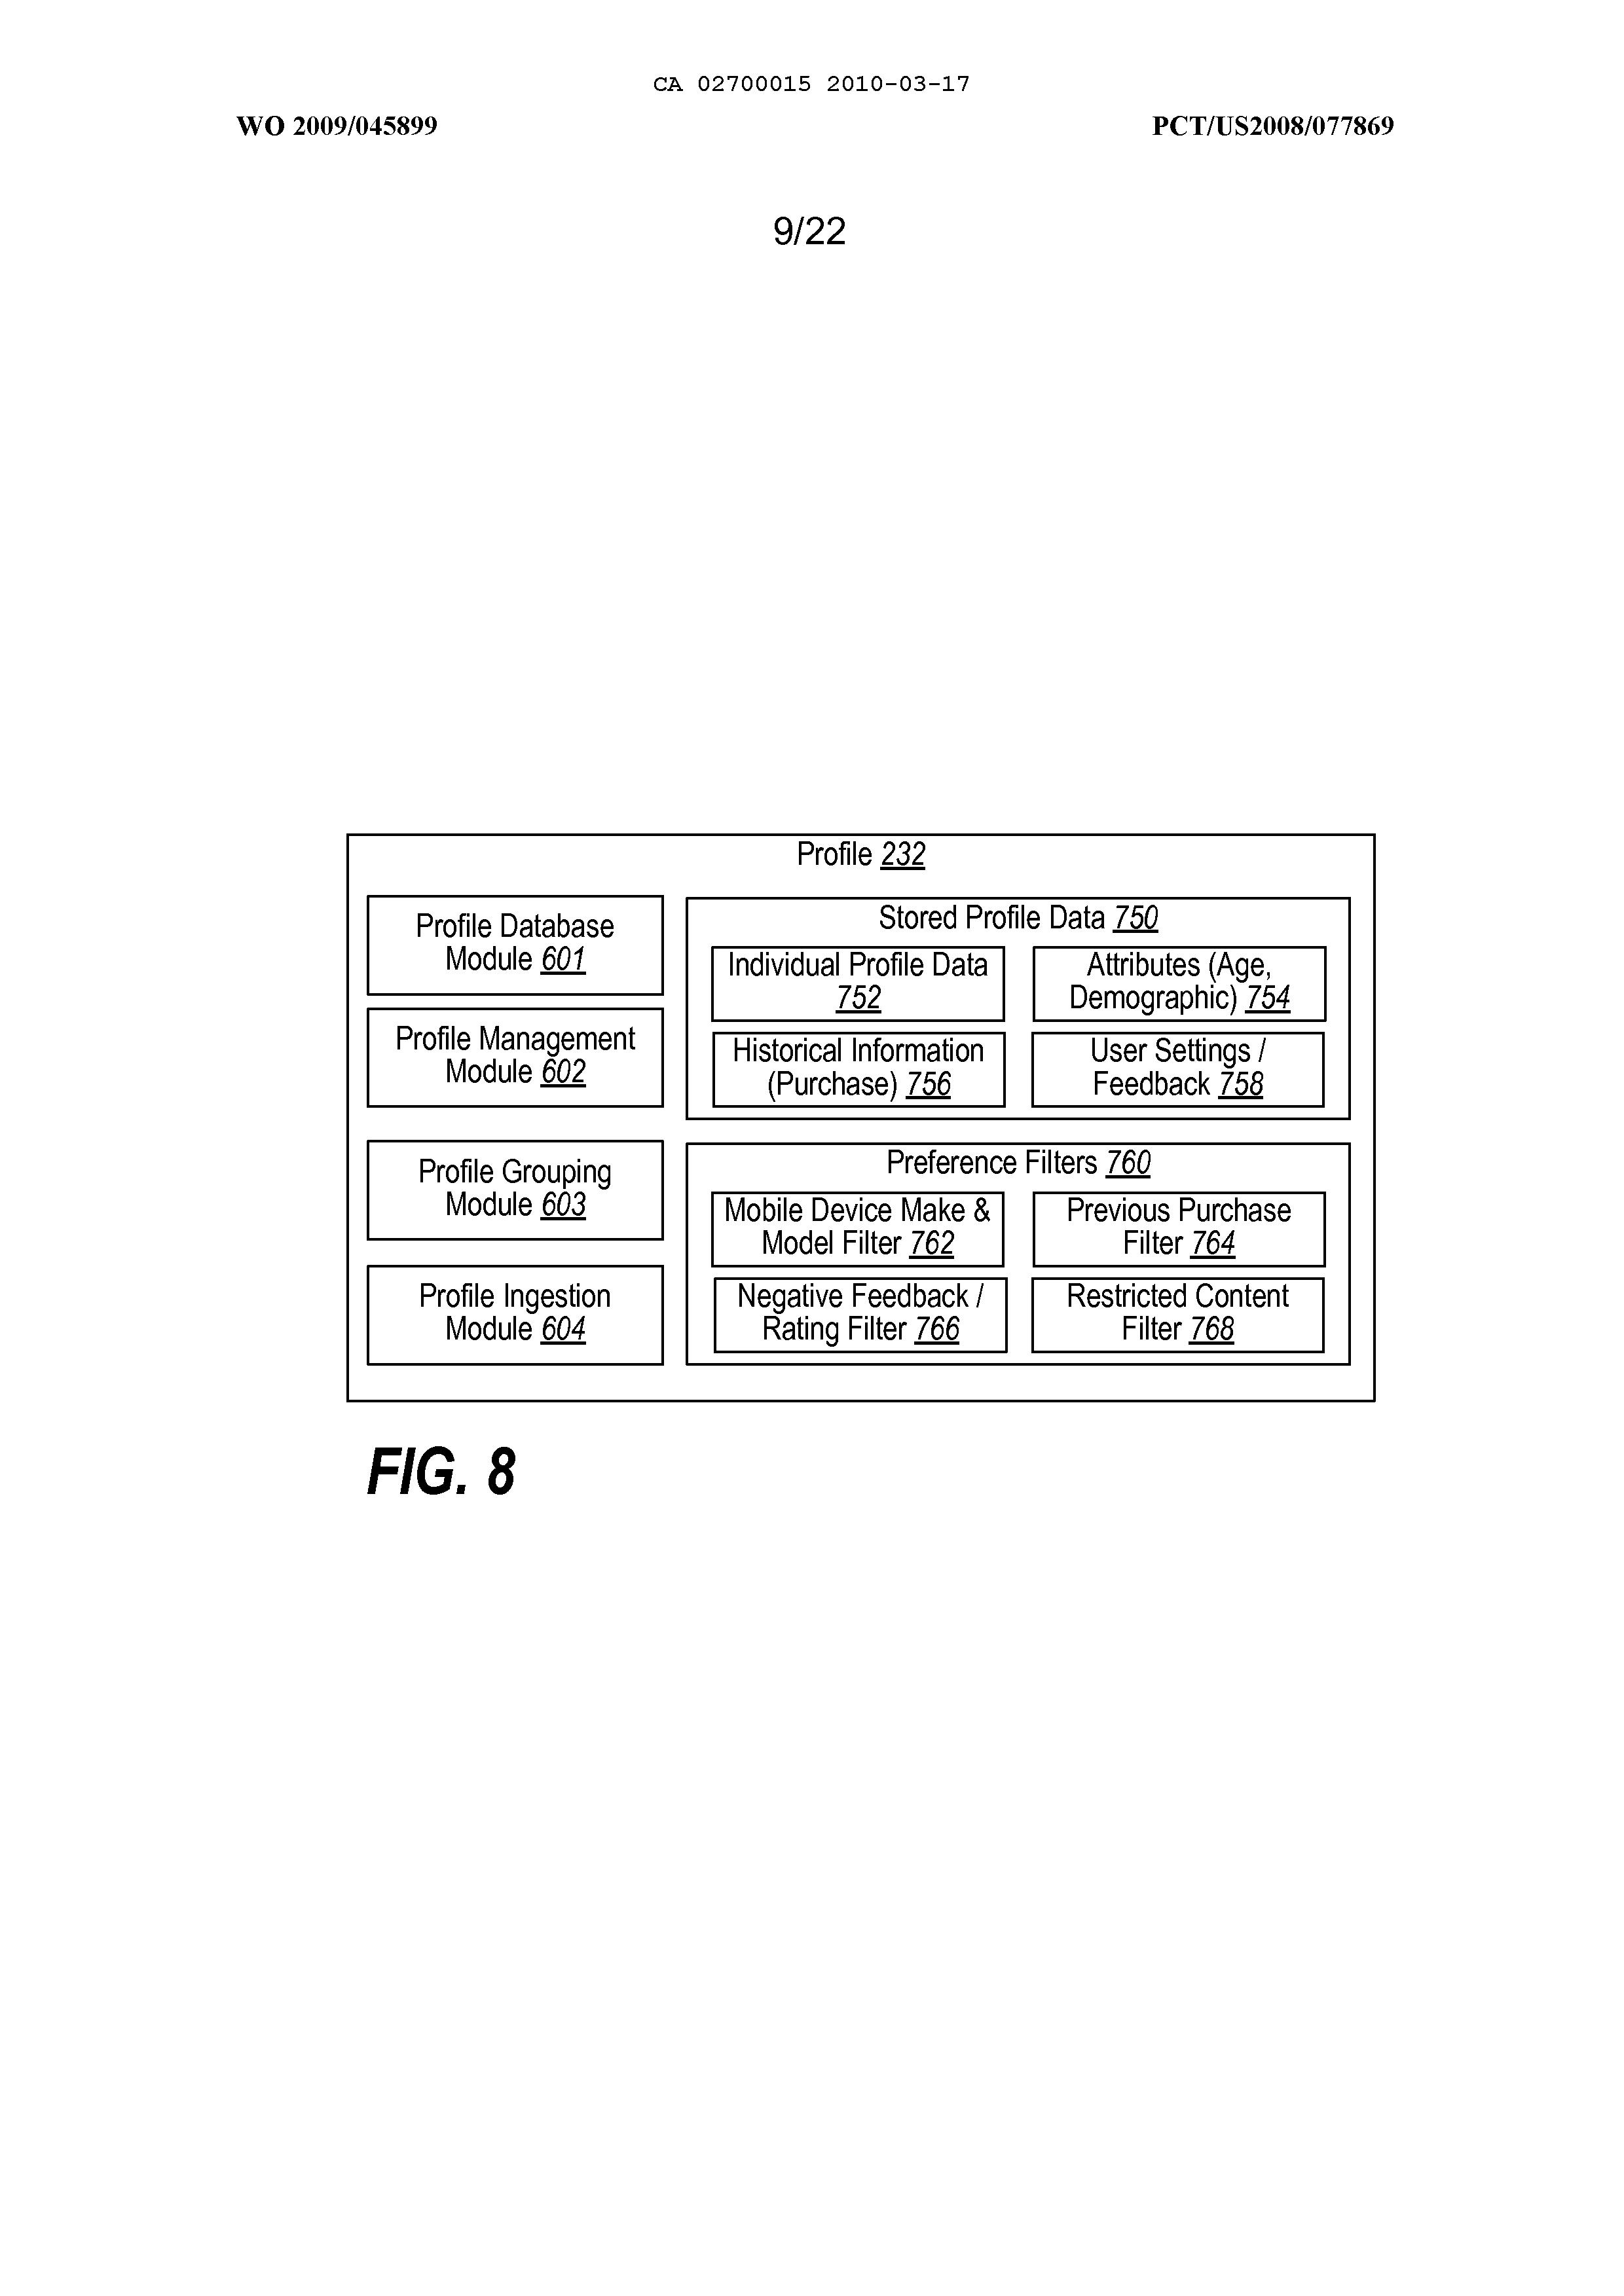 CA 02700015 2010-03-17
WO 2009/045899
PCT/US2008/077869
9/22
Profile 232
Profile Database
Module 601
Profile Management
Module 602
Profile Grouping
Module 603
Profile Ingestion
Module 604
Stored Profile Data 750
Individual Profile Data
752
Attributes (Age,
Demographic) 754
Historical Information
(Purchase) 756
User Settings /
Feedback 758
Preference Filters 760
Mobile Device Make &
Model Filter 762
Previous Purchase
Filter 764
Negative Feedback /
Rating Filter 766
Restricted Content
Filter 768
FIG. 8